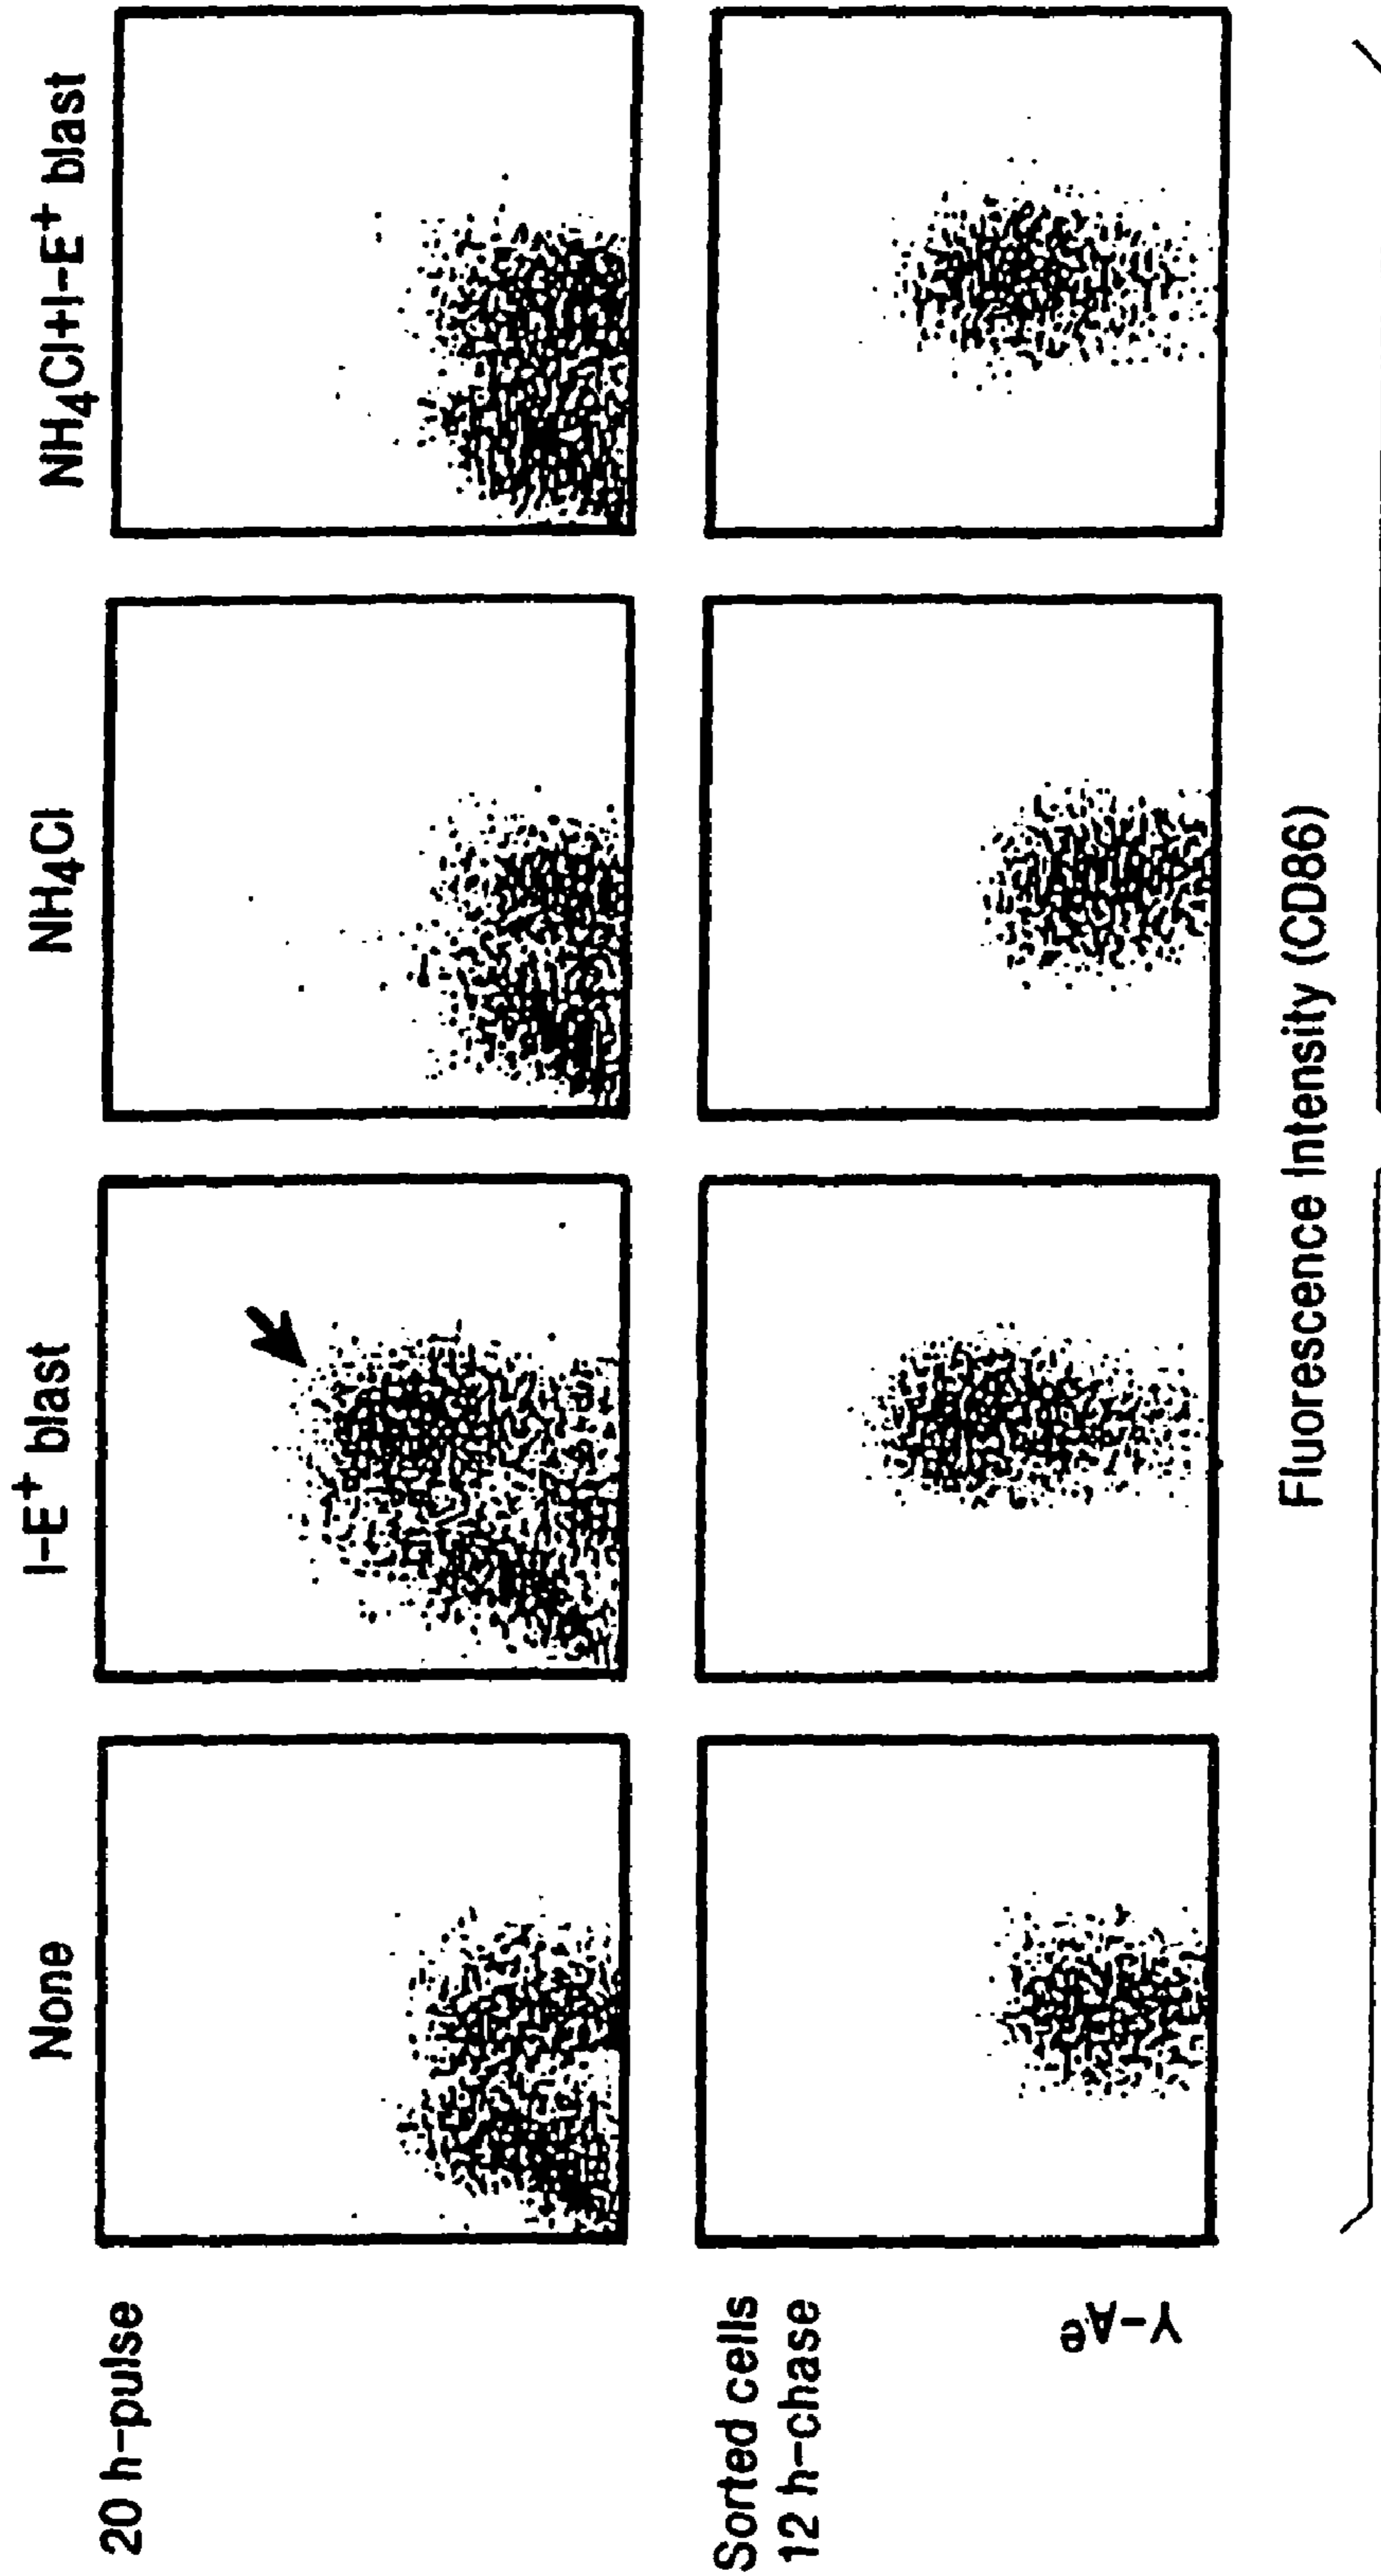 None
I-E+ blast
NH4Cl
NH4Cl+I-E+ blast
20 h-pulse
Sorted cells
12 h-chase
Y-Ae
Fluorescence Intensity (CD86)